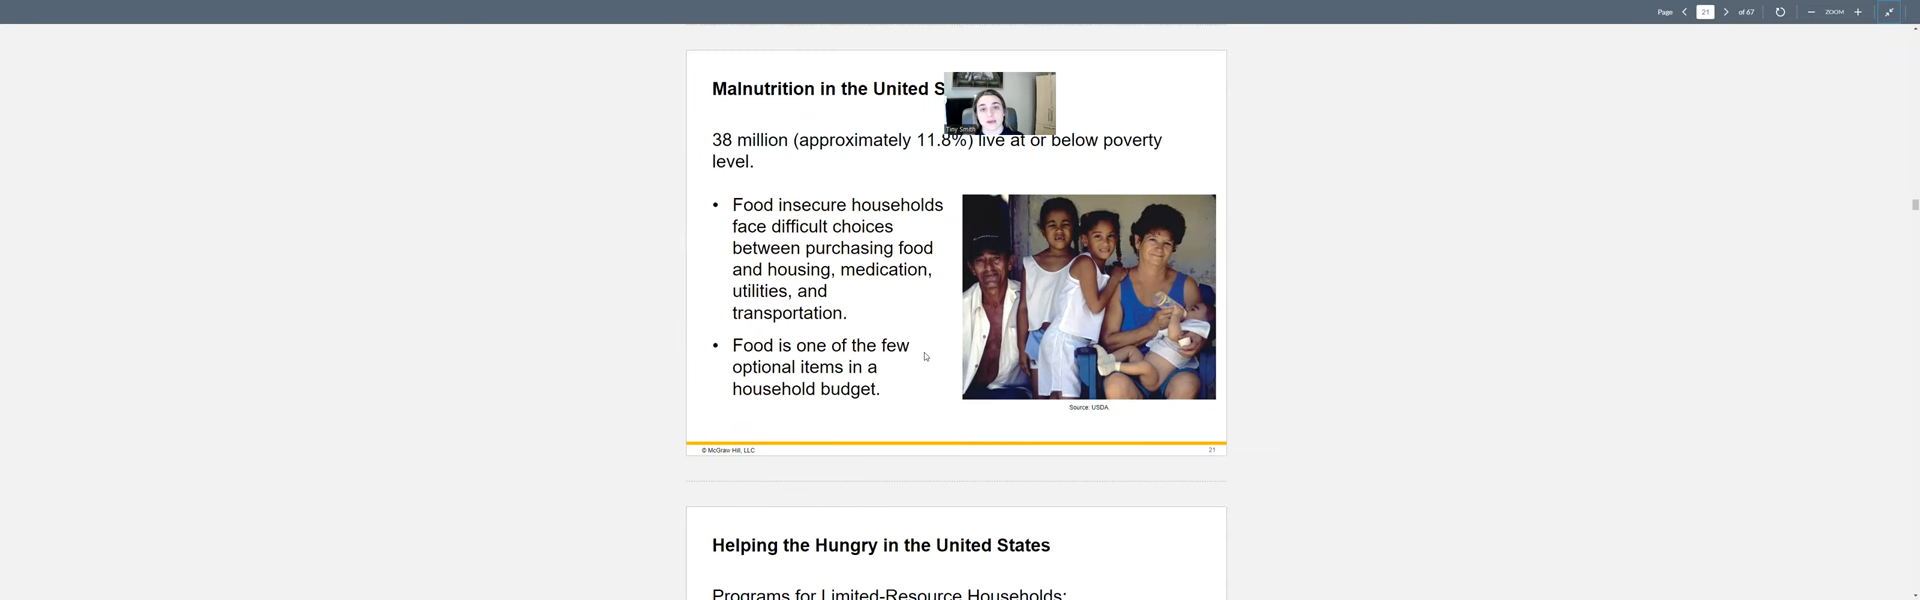 Page 21 of 67 ZOOM
Malnutrition in the United S
Tiny Smith
38 million (approximately 11.8%) live at or below poverty
level.
• Food insecure households
face difficult choices
between purchasing food
and housing, medication,
utilities, and
transportation.
• Food is one of the few
optional items in a
household budget.
Source: USDA
© McGraw Hill, LLC
21
Helping the Hungry in the United States
Programs for Limited-Resource Households: